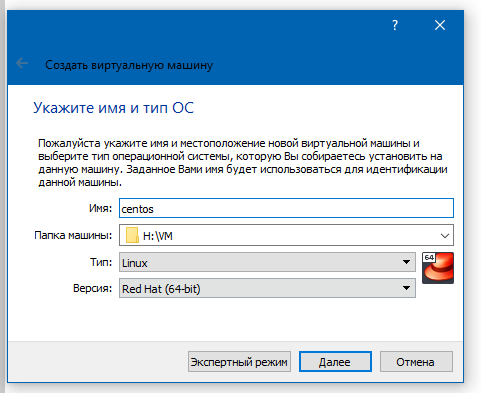 ?
Создать виртуальную машину
Укажите имя и тип ОС
Пожалуйста укажите имя и местоположение новой виртуальной машины и
выберите тип операционной системы, которую Вы собираетесь установить на
данную машину. Заданное Вами имя будет использоваться для идентификации
данной машины.
Имя: centos
Папка машины: H:\VM
Тип: Linux
64
Версия: Red Hat (64-bit)
Экспертный режим Далее Отмена